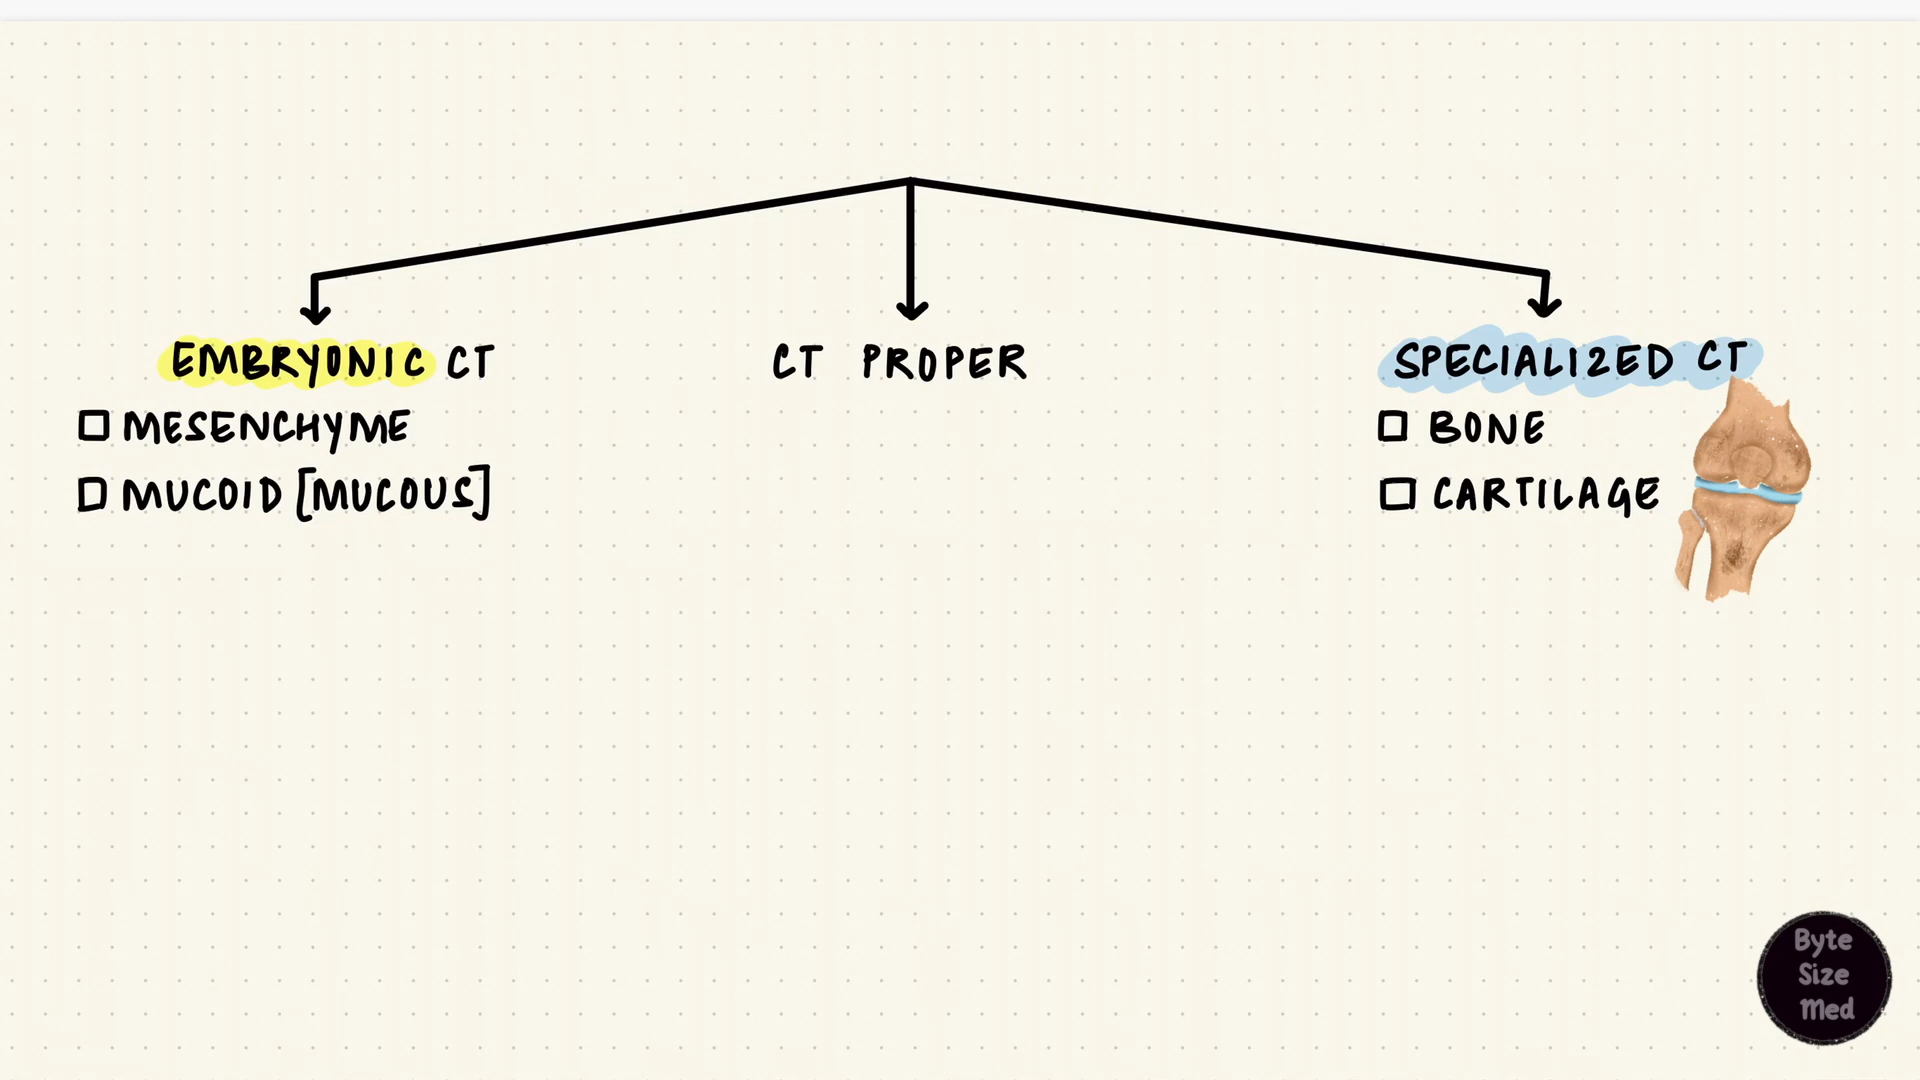 EMBRYONIC CT
MESENCHYME
MUCOID [MUCOUS]
CT PROPER
SPECIALIZED CT
BONE
CARTILAGE
Byte
Size
Med